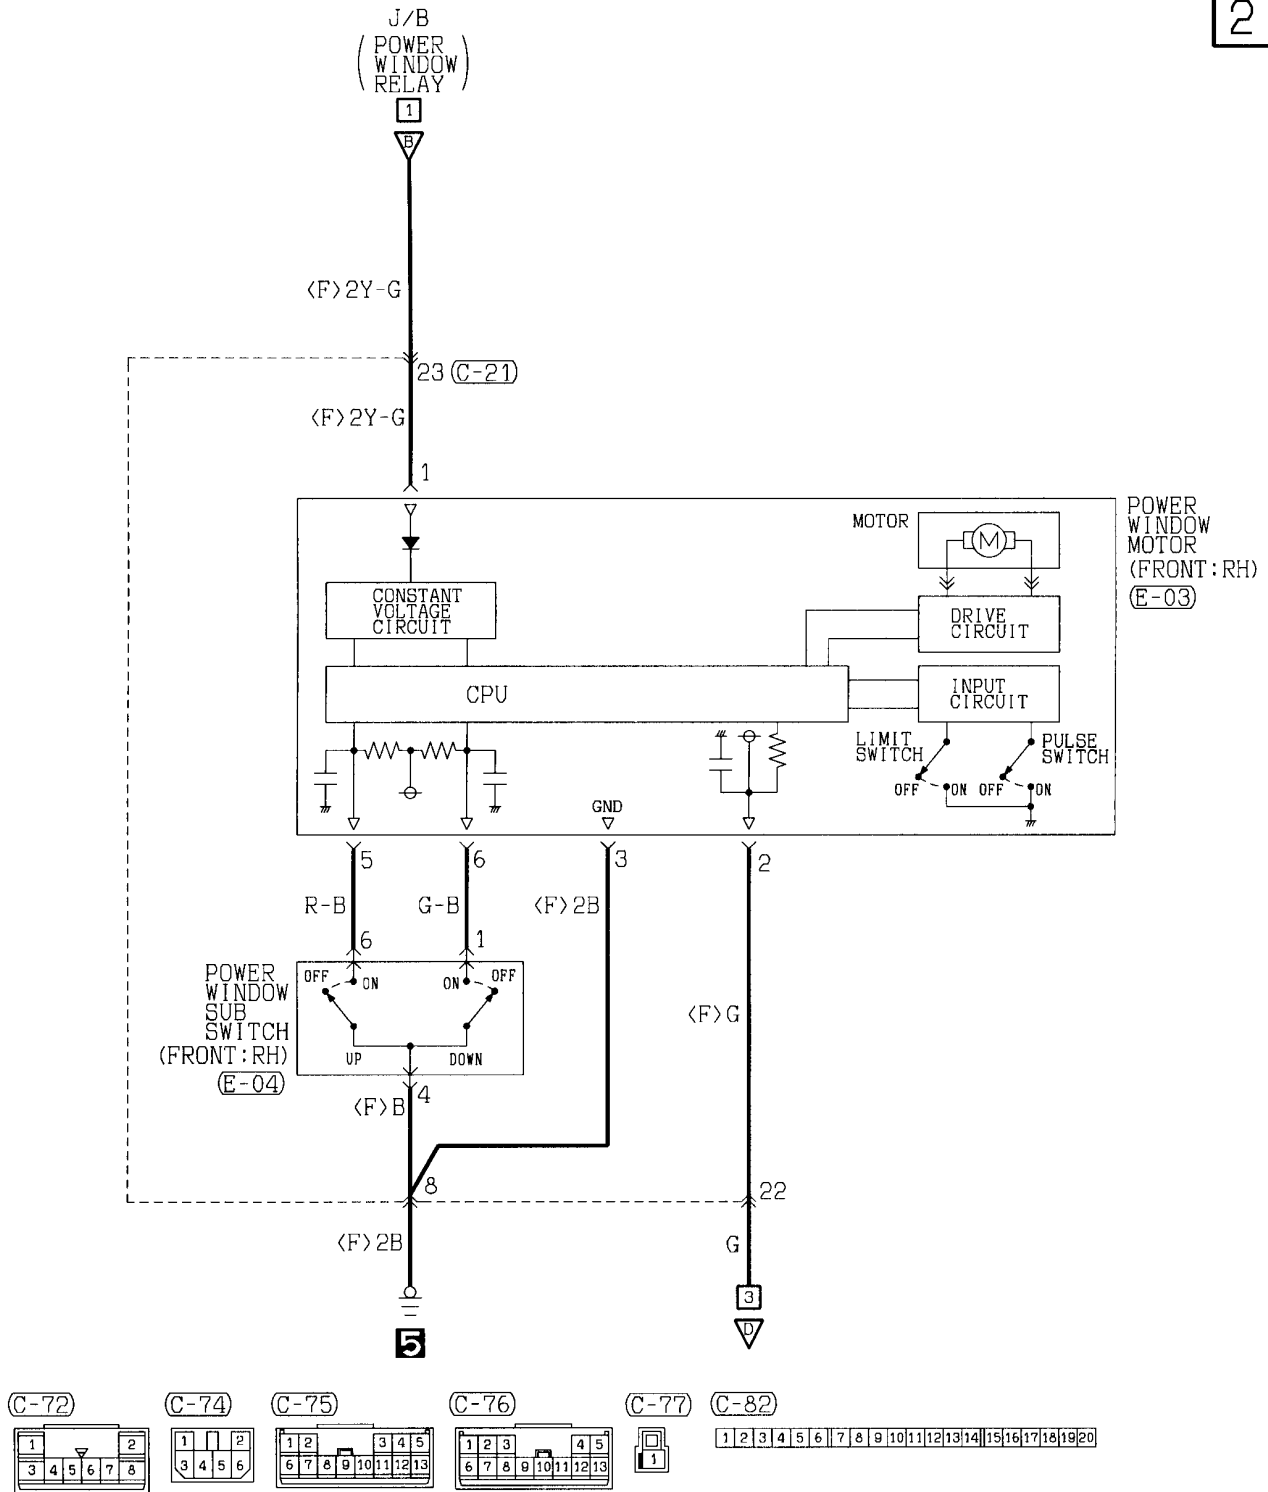 2
J/B
(POWER
WINDOW
RELAY)
1
B
<F>2Y-G
23 (C-21)
<F>2Y-G
1
MOTOR
M
POWER
WINDOW
MOTOR
(FRONT:RH)
(E-03)
CONSTANT
VOLTAGE
CIRCUIT
DRIVE
CIRCUIT
CPU
INPUT
CIRCUIT
LIMIT
SWITCH
PULSE
SWITCH
OFF ON OFF ON
GND
5 6 3 2
R-B G-B <F>2B
6 1
POWER
WINDOW
SUB
SWITCH
(FRONT:RH)
(E-04)
OFF ON ON OFF
UP DOWN
<F>G
4
<F>B
8 22
<F>2B G
3
D
5
(C-72) (C-74) (C-75) (C-76) (C-77) (C-82)
1 2
3 4 5 6 7 8
1 2
3 4 5 6
1 2 3 4 5
6 7 8 9 10 11 12 13
1 2 3 4 5
6 7 8 9 10 11 12 13
1
1 2 3 4 5 6 7 8 9 10 11 12 13 14 15 16 17 18 19 20